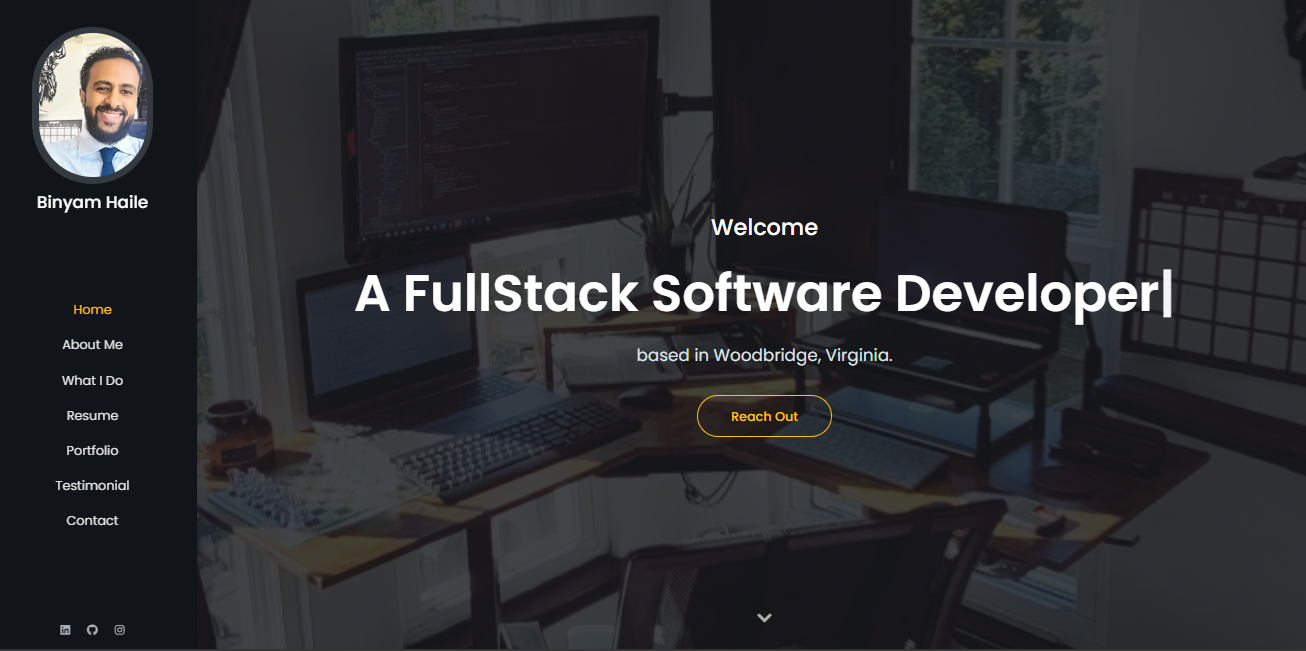 Binyam Haile
Home
About Me
What I Do
Resume
Portfolio
Testimonial
Contact
Welcome
A FullStack Software Developer|
based in Woodbridge, Virginia.
Reach Out
M T W T